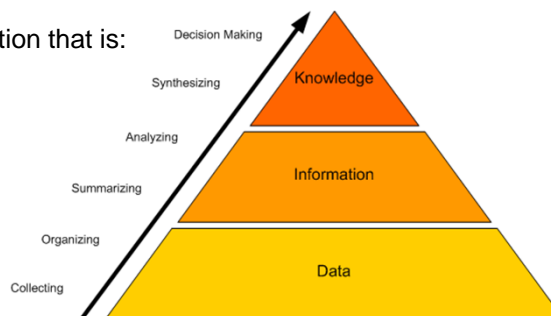 tion that is:
Decision Making
Knowledge
Synthesizing
Analyzing
Information
Summarizing
Organizing
Data
Collecting